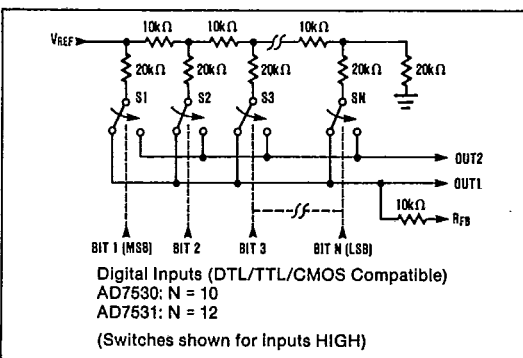 10kΩ 10kΩ 10kΩ
VREF
20kΩ 20kΩ 20kΩ 20kΩ 20kΩ
S1 S2 S3 SN
OUT2
OUT1
10kΩ
RFB
BIT 1 (MSB) BIT 2 BIT 3 BIT N (LSB)
Digital Inputs (DTL/TTL/CMOS Compatible)
AD7530: N = 10
AD7531: N = 12
(Switches shown for inputs HIGH)